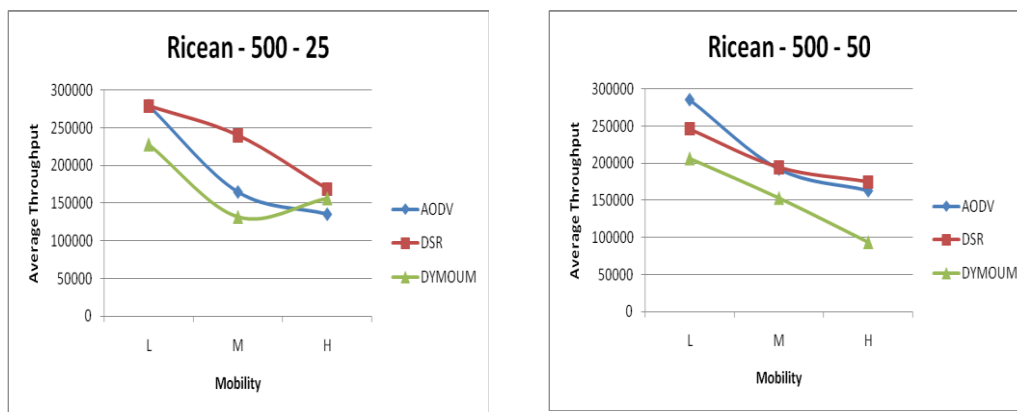 Ricean - 500 - 25
300000
250000
200000
150000
100000
50000
0
Average Throughput
L M H
Mobility
AODV
DSR
DYMOUM
Ricean - 500 - 50
300000
250000
200000
150000
100000
50000
0
Average Throughput
L M H
Mobility
AODV
DSR
DYMOUM